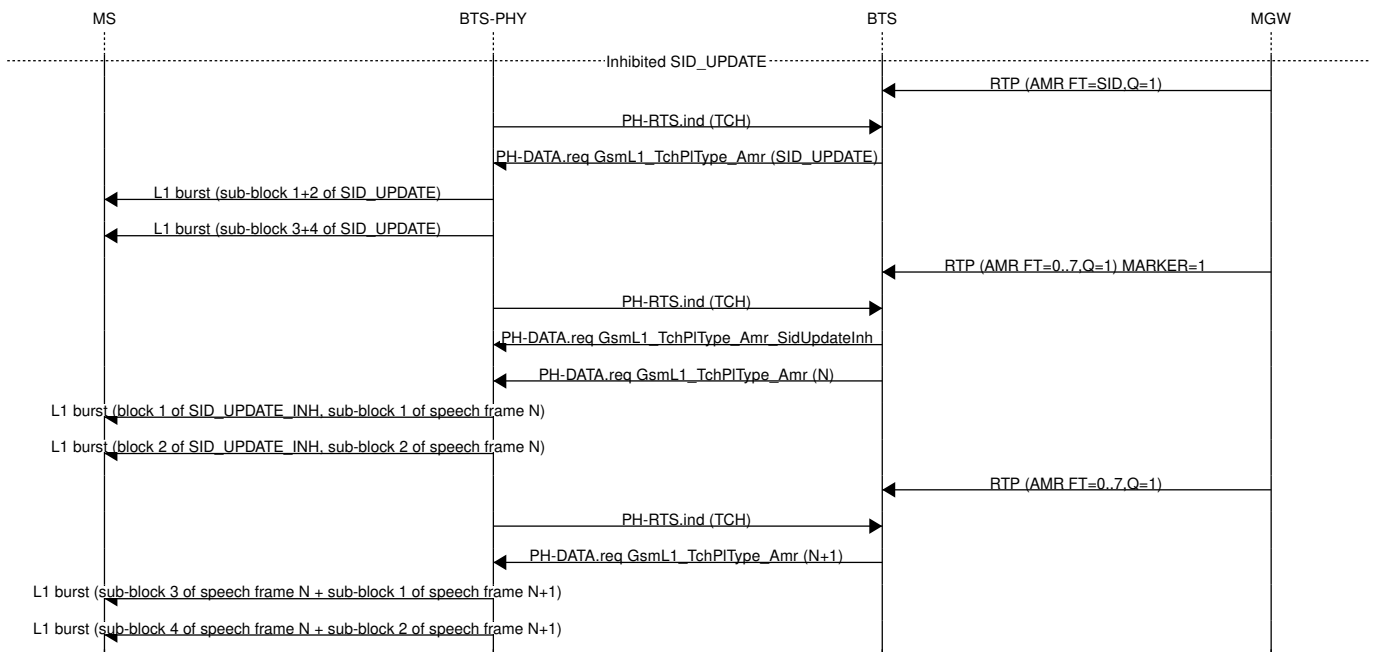 MS BTS-PHY BTS MGW
Inhibited SID_UPDATE
RTP (AMR FT=SID,Q=1)
PH-RTS.ind (TCH)
PH-DATA.req GsmL1_TchPlType_Amr (SID_UPDATE)
L1 burst (sub-block 1+2 of SID_UPDATE)
L1 burst (sub-block 3+4 of SID_UPDATE)
RTP (AMR FT=0..7,Q=1) MARKER=1
PH-RTS.ind (TCH)
PH-DATA.req GsmL1_TchPlType_Amr_SidUpdateInh
PH-DATA.req GsmL1_TchPlType_Amr (N)
L1 burst (block 1 of SID_UPDATE_INH, sub-block 1 of speech frame N)
L1 burst (block 2 of SID_UPDATE_INH, sub-block 2 of speech frame N)
RTP (AMR FT=0..7,Q=1)
PH-RTS.ind (TCH)
PH-DATA.req GsmL1_TchPlType_Amr (N+1)
L1 burst (sub-block 3 of speech frame N + sub-block 1 of speech frame N+1)
L1 burst (sub-block 4 of speech frame N + sub-block 2 of speech frame N+1)